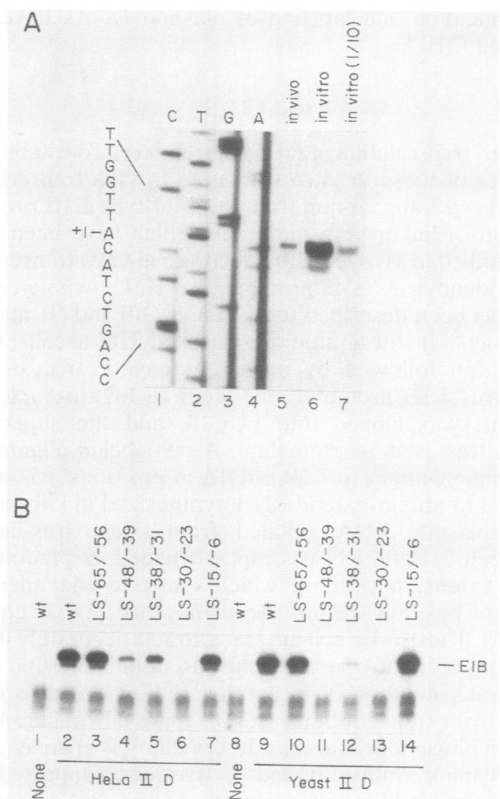 A
C T G A in vivo in vitro in vitro (1/10)
T
T
G
G
T
T
+1- A
C
A
T
C
T
G
A
C
C
1 2 3 4 5 6 7
B
None wt LS-65/-56 LS-48/-39 LS-38/-31 LS-30/-23 LS-15/-6 None wt LS-65/-56 LS-48/-39 LS-38/-31 LS-30/-23 LS-15/-6
— E1B
1 2 3 4 5 6 7 8 9 10 11 12 13 14
None HeLa II D None Yeast II D